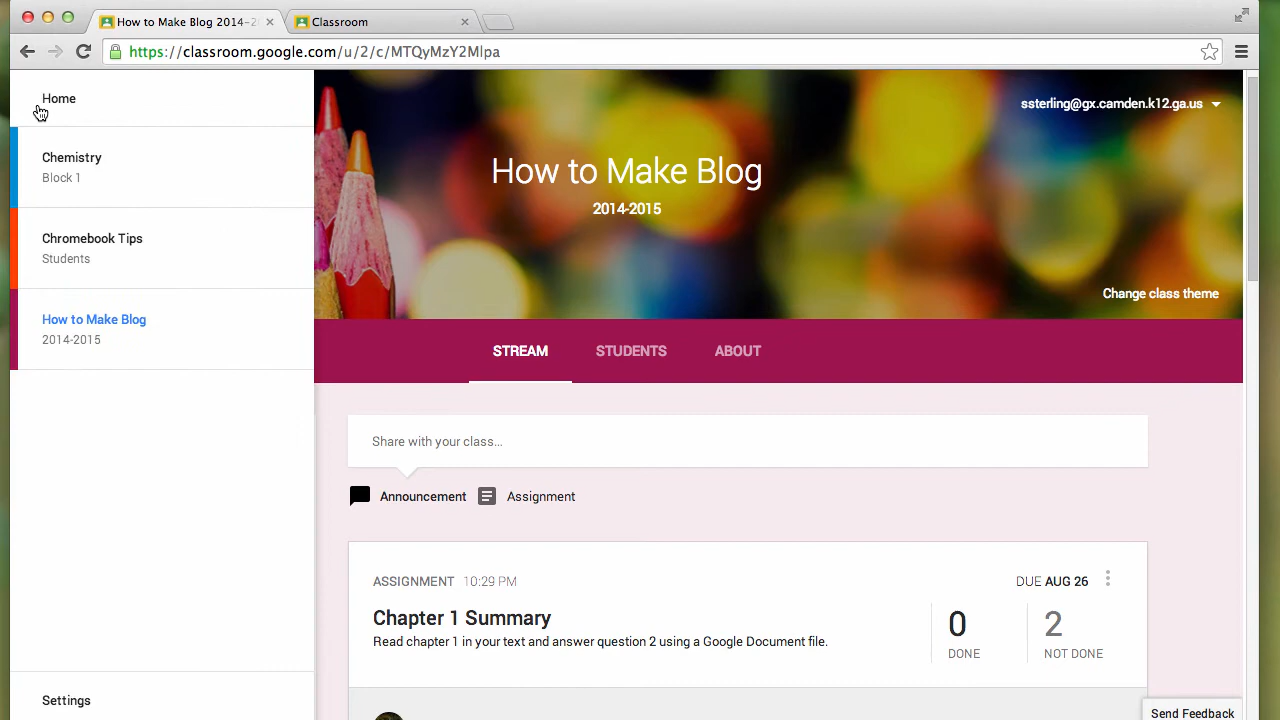 How to Make Blog 2014-2
Classroom
https://classroom.google.com/u/2/c/MTQyMzY2Mlpa
Home
Chemistry
Block 1
Chromebook Tips
Students
How to Make Blog
2014-2015
Settings
ssterling@gx.camden.k12.ga.us
How to Make Blog
2014-2015
Change class theme
STREAM STUDENTS ABOUT
Share with your class...
Announcement Assignment
ASSIGNMENT 10:29 PM DUE AUG 26
Chapter 1 Summary
Read chapter 1 in your text and answer question 2 using a Google Document file.
0 2
DONE NOT DONE
Send Feedback